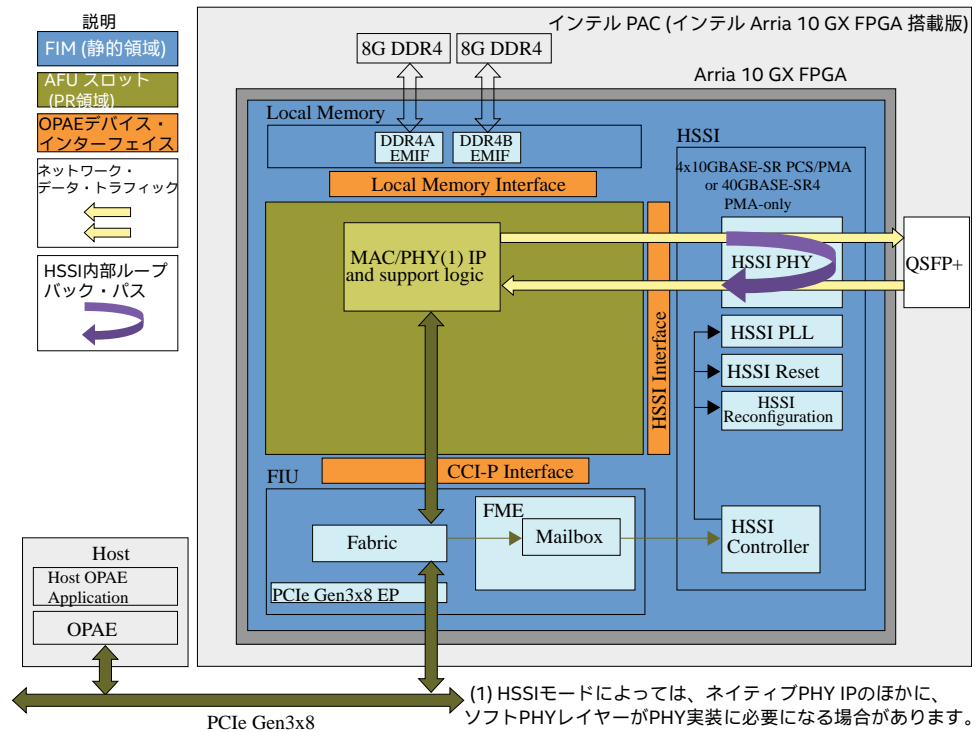 説明
FIM (静的領域)
AFU スロット
(PR領域)
OPAEデバイス・
インターフェイス
ネットワーク・
データ・トラフィック
HSSI内部ループ
バック・パス
インテル PAC (インテル Arria 10 GX FPGA 搭載版)
8G DDR4
8G DDR4
Arria 10 GX FPGA
Local Memory
DDR4A
EMIF
DDR4B
EMIF
Local Memory Interface
HSSI
4x10GBASE-SR PCS/PMA
or 40GBASE-SR4
PMA-only
MAC/PHY(1) IP
and support logic
HSSI Interface
HSSI PHY
QSFP+
HSSI PLL
HSSI Reset
HSSI
Reconfiguration
CCI-P Interface
FIU
FME
Fabric
Mailbox
HSSI
Controller
PCIe Gen3x8 EP
Host
Host OPAE
Application
OPAE
PCIe Gen3x8
(1) HSSIモードによっては、ネイティブPHY IPのほかに、
ソフトPHYレイヤーがPHY実装に必要になる場合があります。